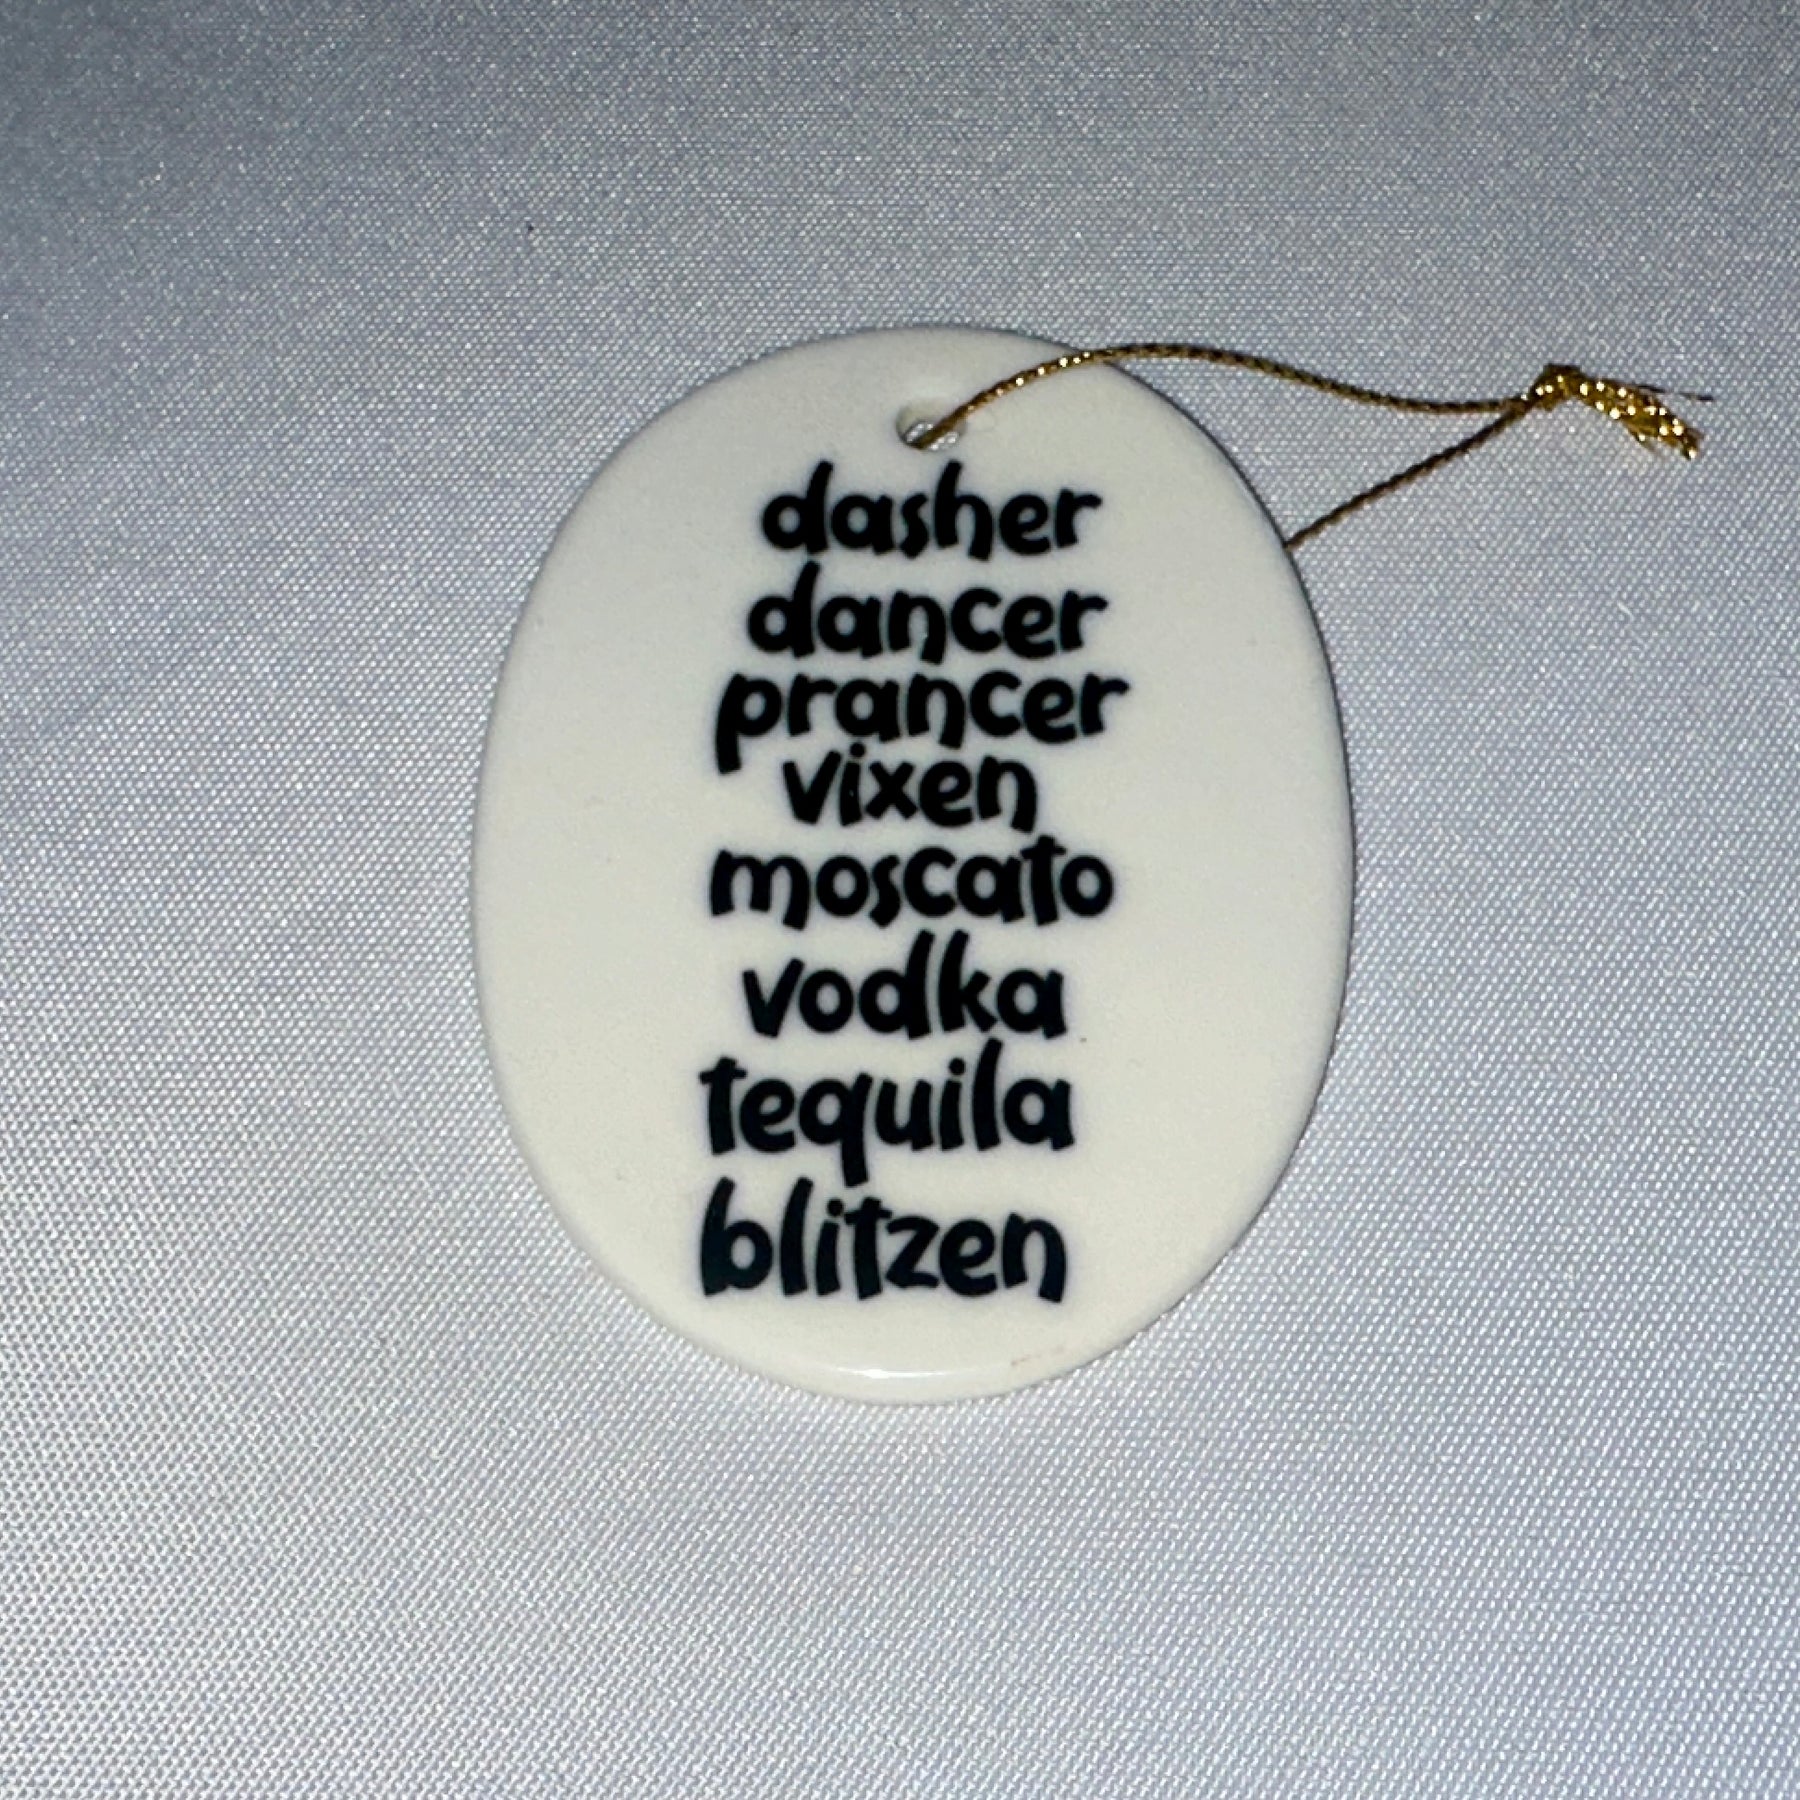 dasher
dancer
prancer
vixen
moscato
vodka
tequila
blitzen